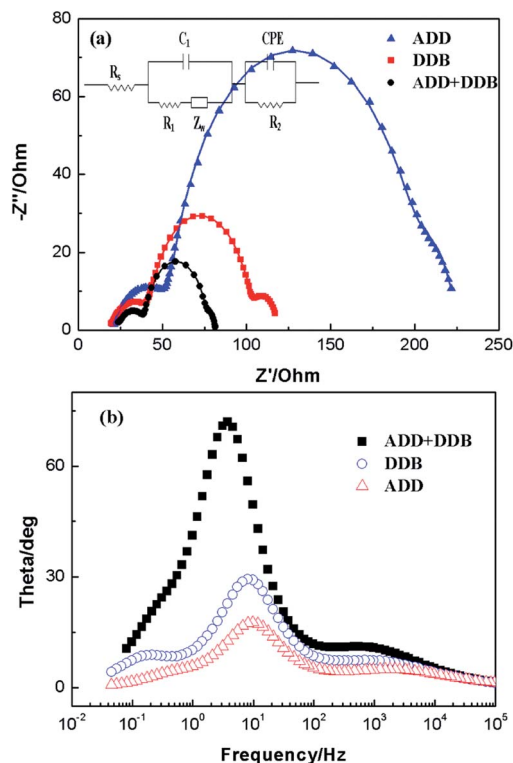 (a)
ADD
DDB
ADD+DDB
C1
CPE
Rs
R1
Zw
R2
80
60
40
20
0
-Z''/Ohm
0 50 100 150 200 250
Z'/Ohm
(b)
ADD+DDB
DDB
ADD
60
30
0
Theta/deg
10-2 10-1 100 101 102 103 104 105
Frequency/Hz